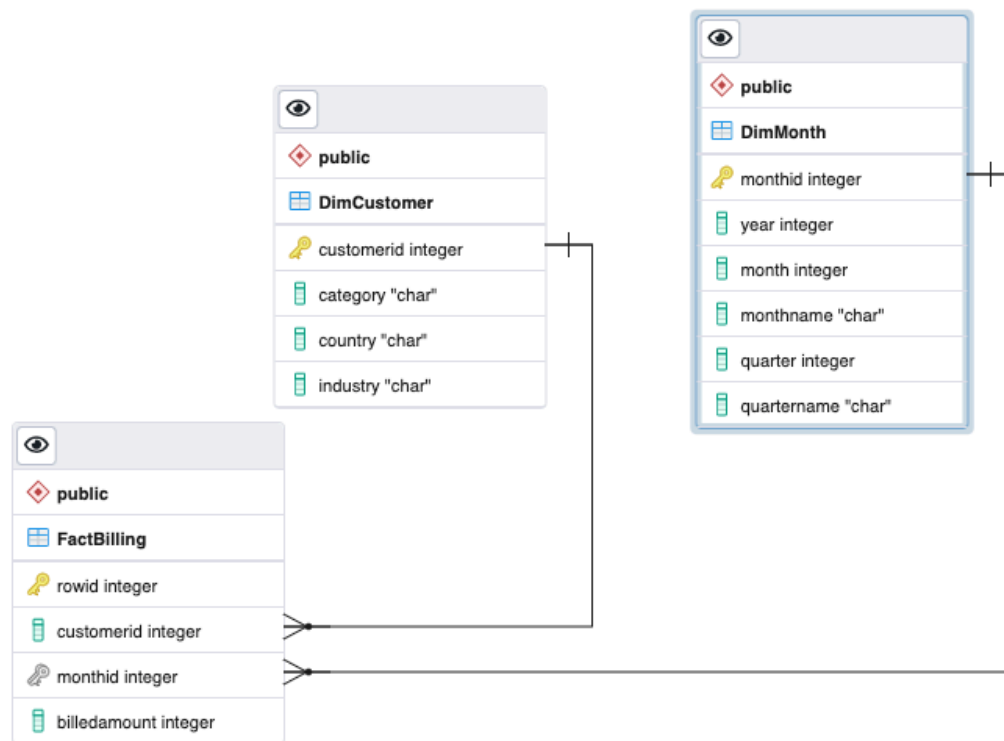 public
DimMonth
monthid integer
year integer
month integer
monthname "char"
quarter integer
quartername "char"
public
DimCustomer
customerid integer
category "char"
country "char"
industry "char"
public
FactBilling
rowid integer
customerid integer
monthid integer
billedamount integer